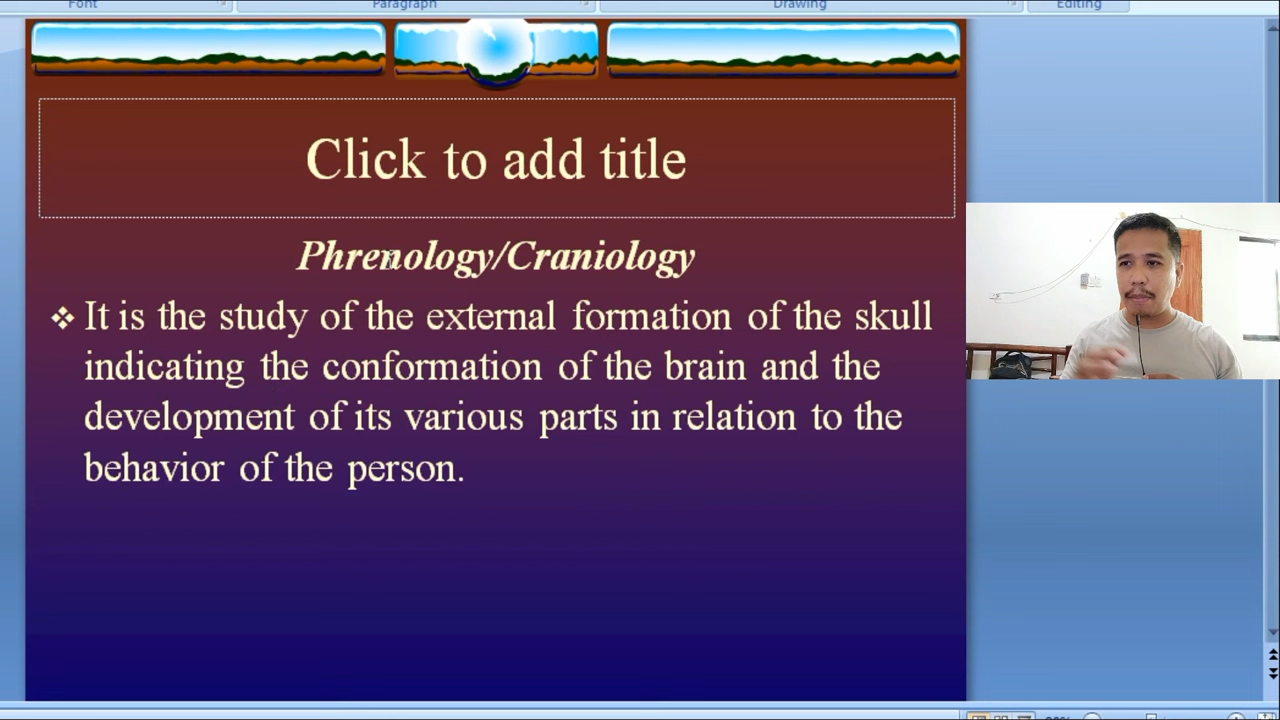 Font Paragraph Drawing Editing
Click to add title
Phrenology/Craniology
❖ It is the study of the external formation of the skull
indicating the conformation of the brain and the
development of its various parts in relation to the
behavior of the person.